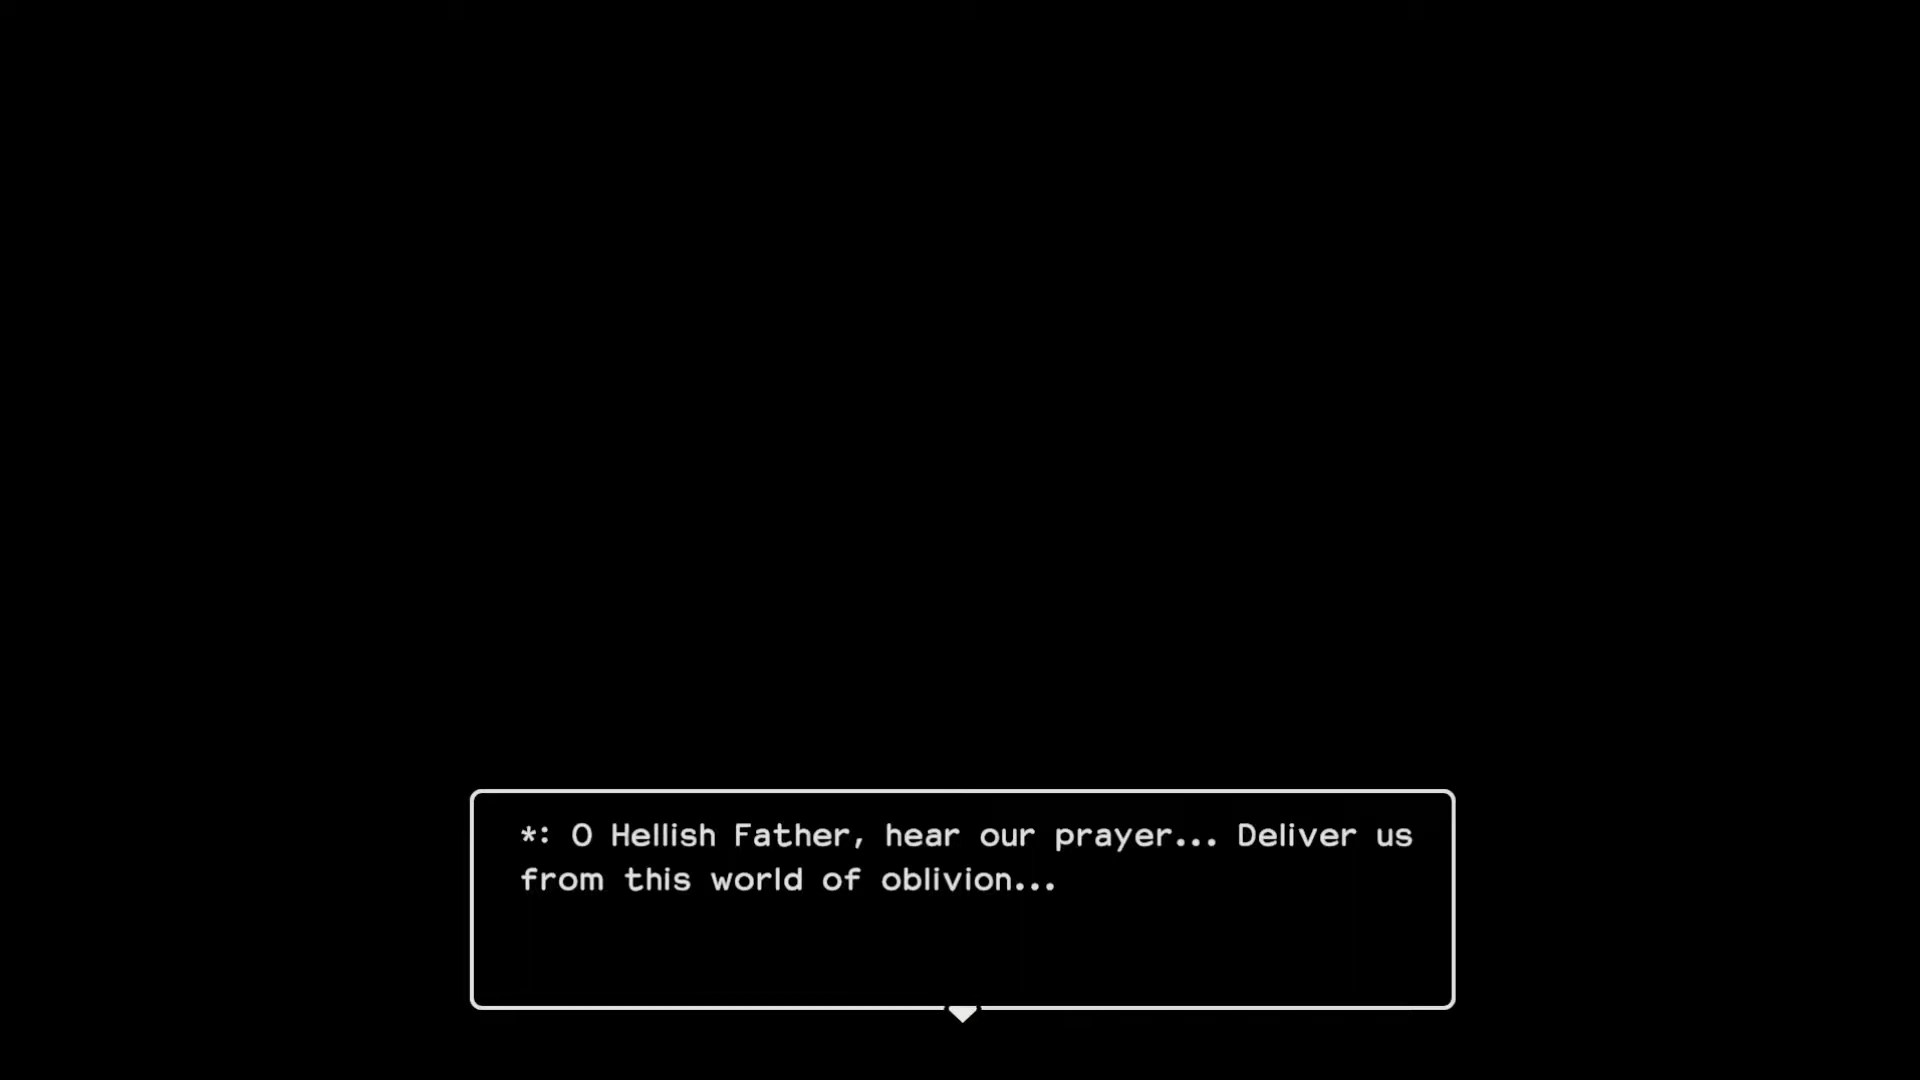 *: O Hellish Father, hear our prayer... Deliver us
from this world of oblivion...